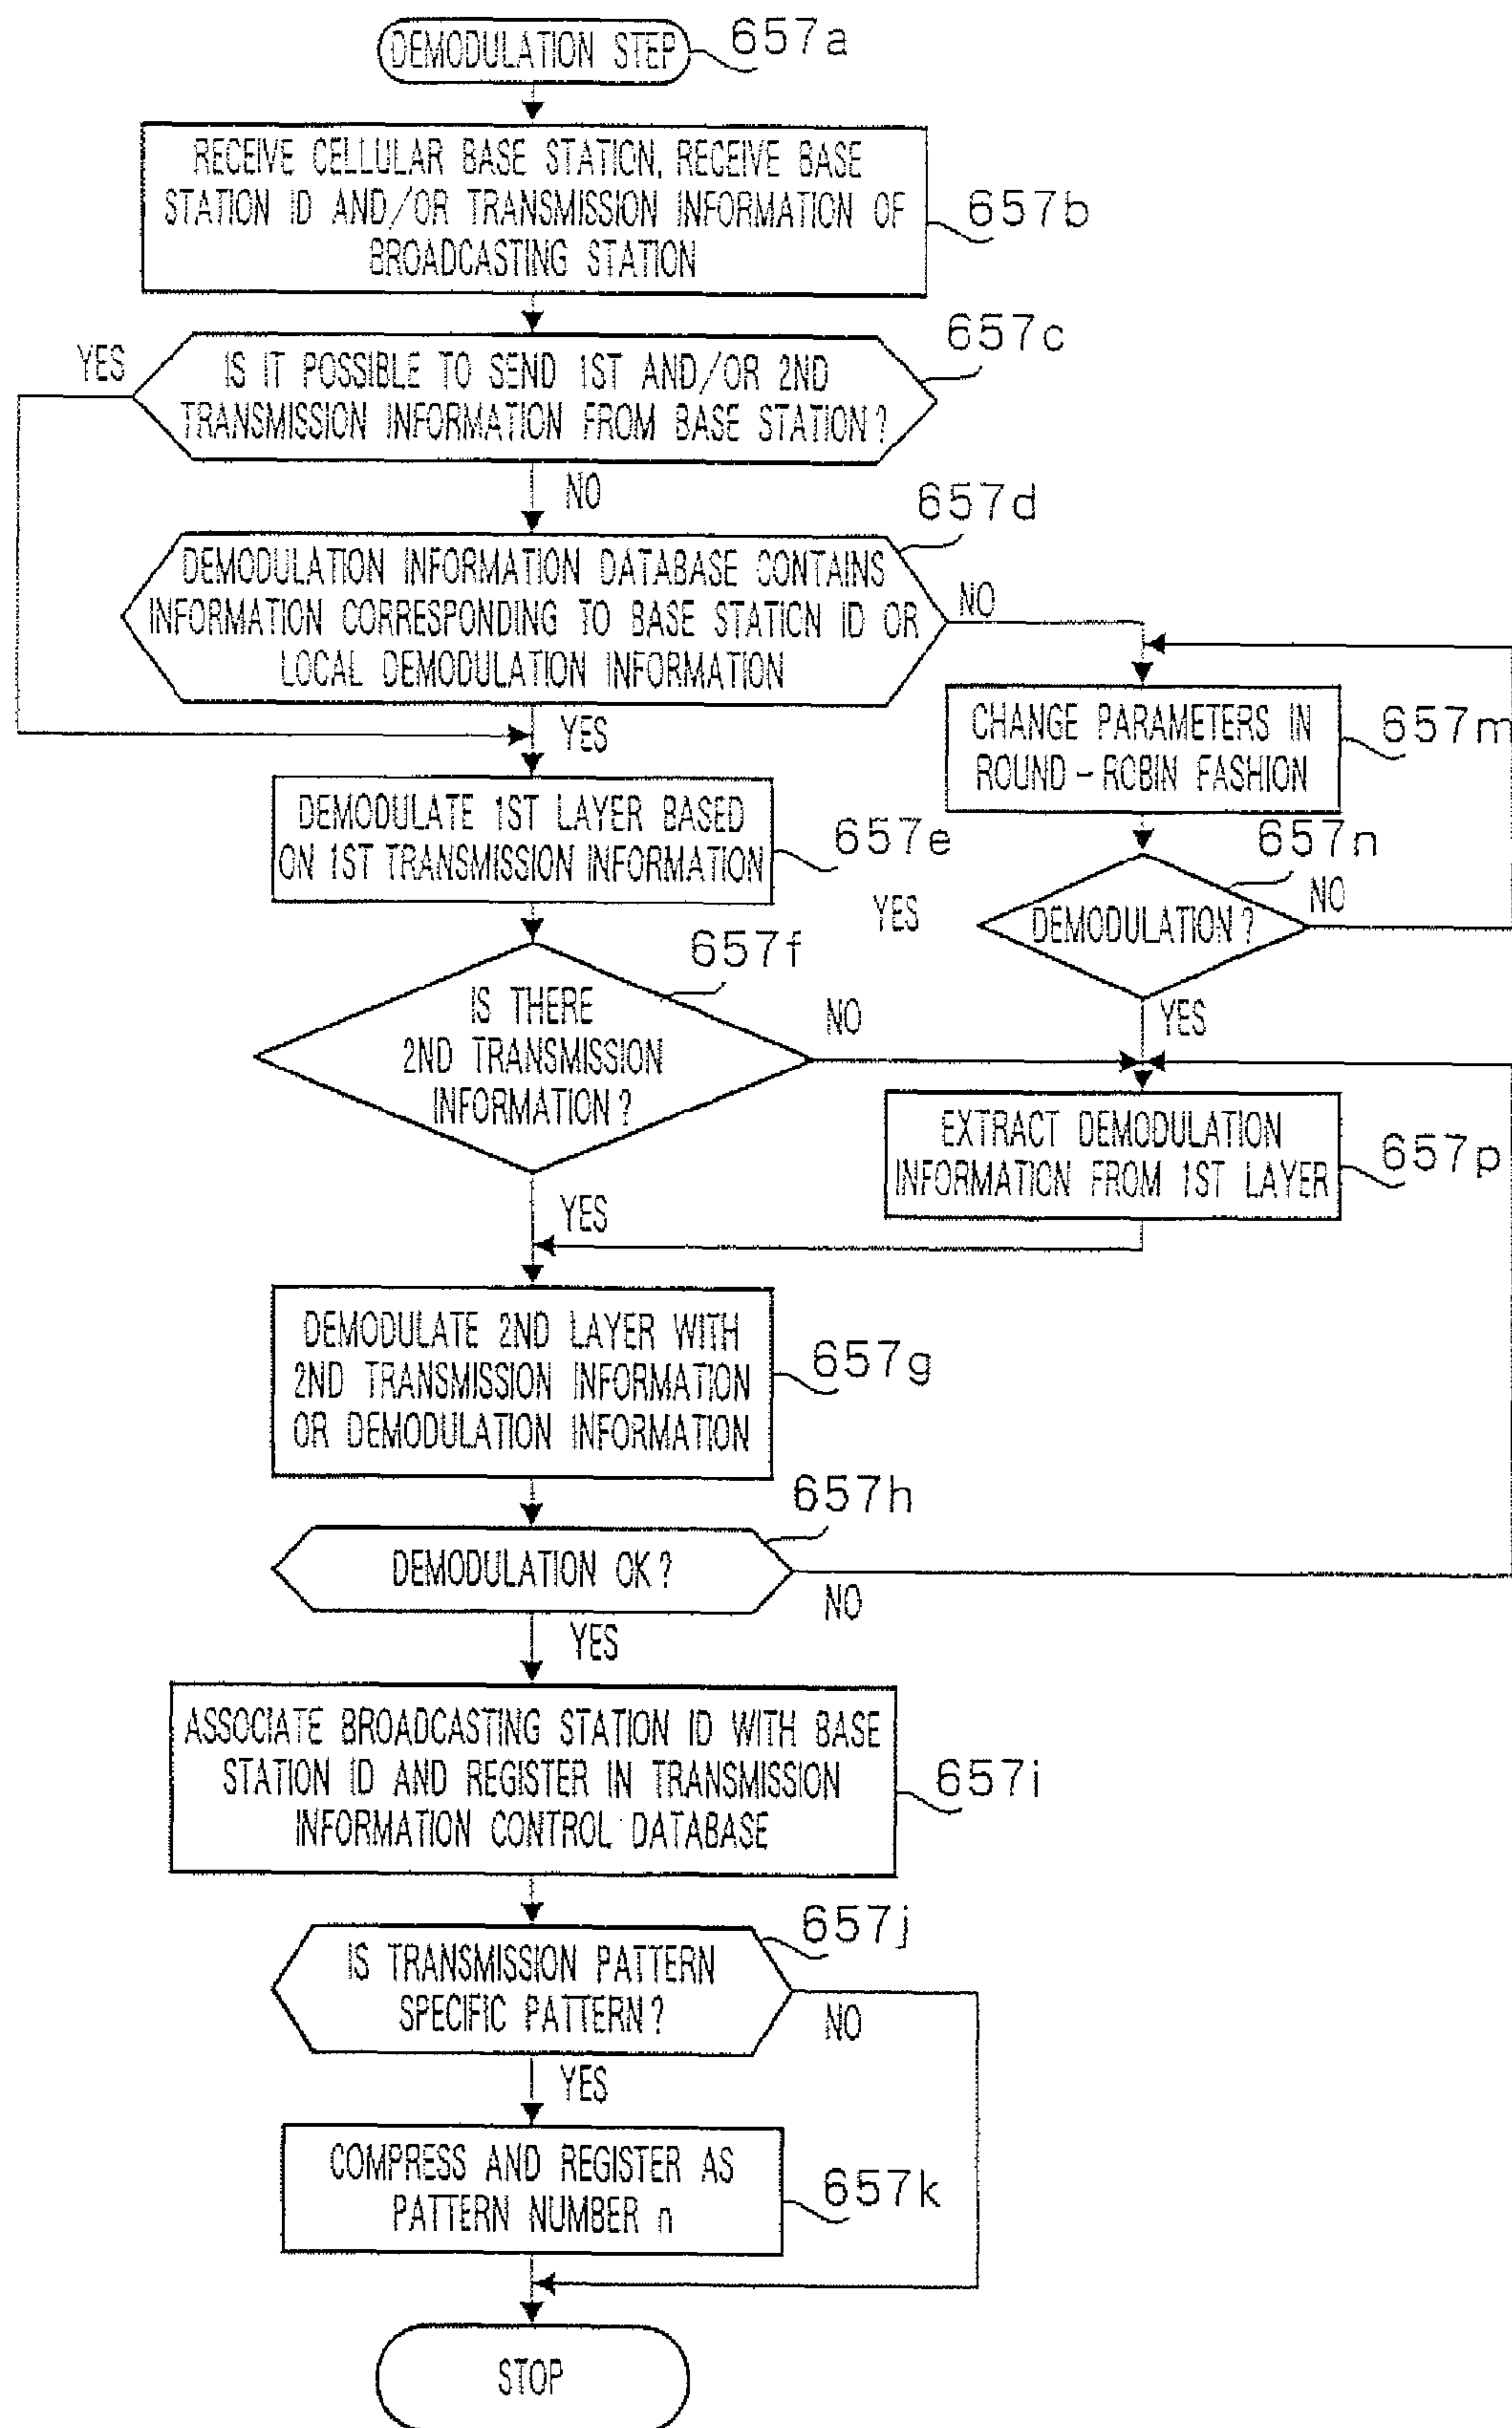 DEMODULATION STEP
657a
RECEIVE CELLULAR BASE STATION, RECEIVE BASE
STATION ID AND/OR TRANSMISSION INFORMATION OF
BROADCASTING STATION
657b
657c
YES
IS IT POSSIBLE TO SEND 1ST AND/OR 2ND
TRANSMISSION INFORMATION FROM BASE STATION?
NO
657d
DEMODULATION INFORMATION DATABASE CONTAINS
INFORMATION CORRESPONDING TO BASE STATION ID OR
LOCAL DEMODULATION INFORMATION
NO
YES
CHANGE PARAMETERS IN
ROUND-ROBIN FASHION
657m
DEMODULATE 1ST LAYER BASED
ON 1ST TRANSMISSION INFORMATION
657e
657n
YES
DEMODULATION?
NO
YES
657f
IS THERE
2ND TRANSMISSION
INFORMATION?
NO
YES
EXTRACT DEMODULATION
INFORMATION FROM 1ST LAYER
657p
DEMODULATE 2ND LAYER WITH
2ND TRANSMISSION INFORMATION
OR DEMODULATION INFORMATION
657g
657h
DEMODULATION OK?
NO
YES
ASSOCIATE BROADCASTING STATION ID WITH BASE
STATION ID AND REGISTER IN TRANSMISSION
INFORMATION CONTROL DATABASE
657i
657j
IS TRANSMISSION PATTERN
SPECIFIC PATTERN?
NO
YES
COMPRESS AND REGISTER AS
PATTERN NUMBER n
657k
STOP